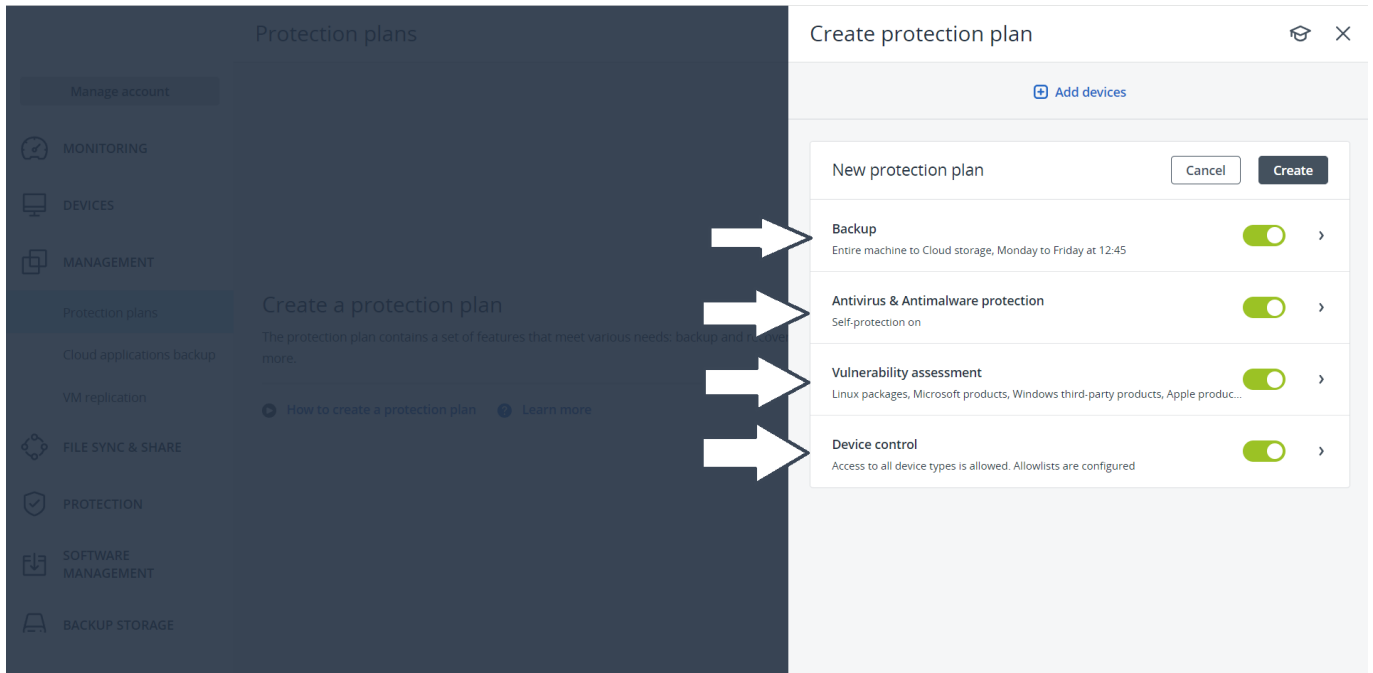 Protection plans
Manage account
MONITORING
DEVICES
MANAGEMENT
Protection plans
Cloud applications backup
VM replication
FILE SYNC & SHARE
PROTECTION
SOFTWARE
MANAGEMENT
BACKUP STORAGE
Create a protection plan
The protection plan contains a set of features that meet various needs: backup and recove
more.
How to create a protection plan
Learn more
Create protection plan
Add devices
New protection plan
Cancel
Create
Backup
Entire machine to Cloud storage, Monday to Friday at 12:45
Antivirus & Antimalware protection
Self-protection on
Vulnerability assessment
Linux packages, Microsoft products, Windows third-party products, Apple produc...
Device control
Access to all device types is allowed. Allowlists are configured